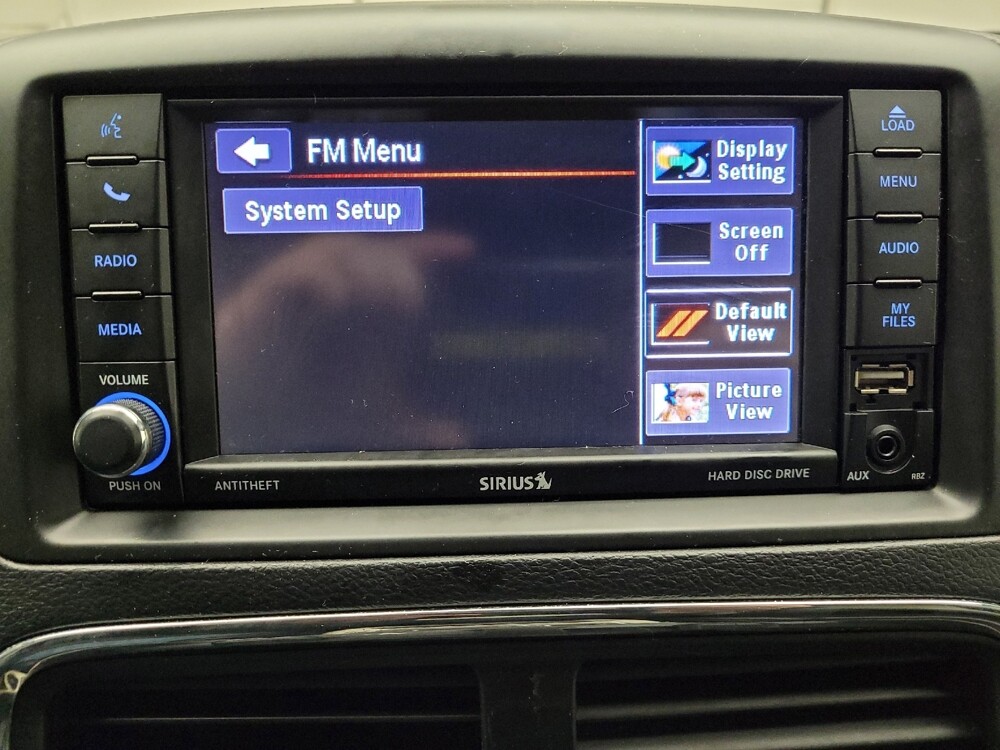 LOAD
FM Menu
Display
Setting
MENU
System Setup
Screen
Off
RADIO
AUDIO
Default
View
MEDIA
MY
FILES
VOLUME
Picture
View
PUSH ON
ANTITHEFT
SIRIUS
HARD DISC DRIVE
AUX
RBZ